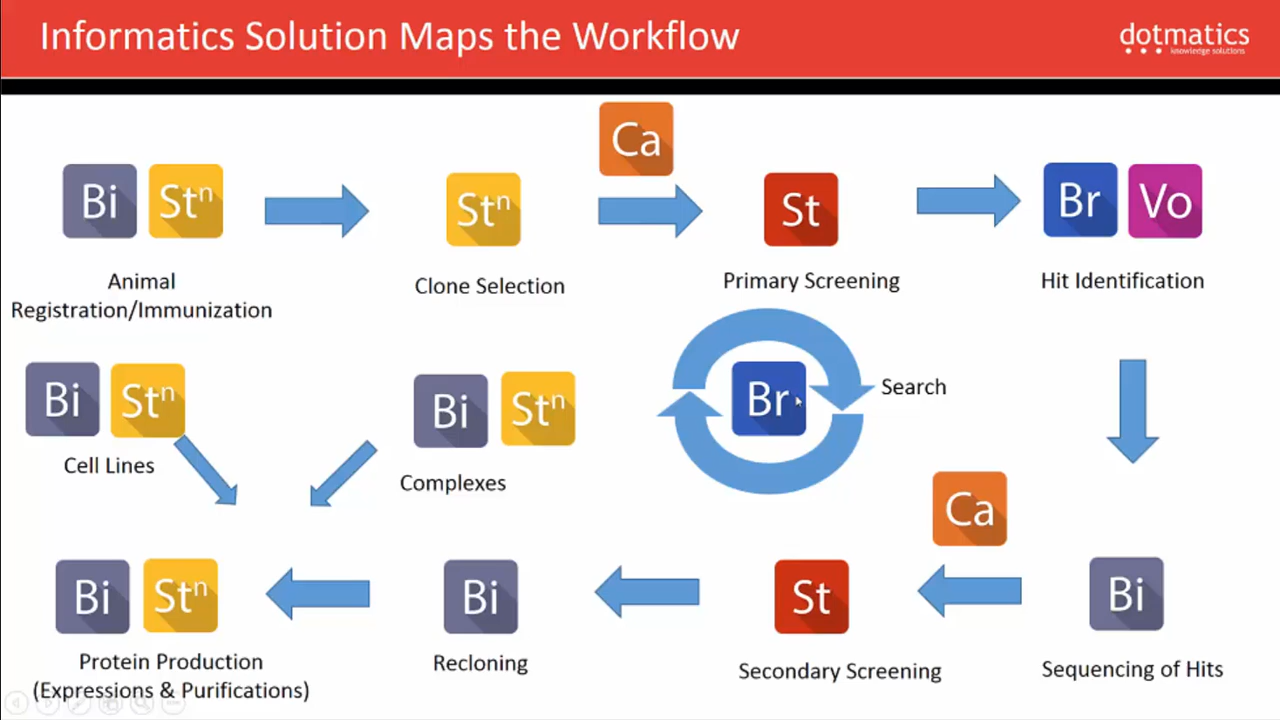 Informatics Solution Maps the Workflow
dotmatics
knowledge solutions
Ca
Bi Stⁿ
Stⁿ
St
Br Vo
Animal
Registration/Immunization
Clone Selection
Primary Screening
Hit Identification
Bi Stⁿ
Bi Stⁿ
Br
Search
Cell Lines
Complexes
Ca
Bi Stⁿ
Bi
St
Bi
Protein Production
(Expressions & Purifications)
Recloning
Secondary Screening
Sequencing of Hits